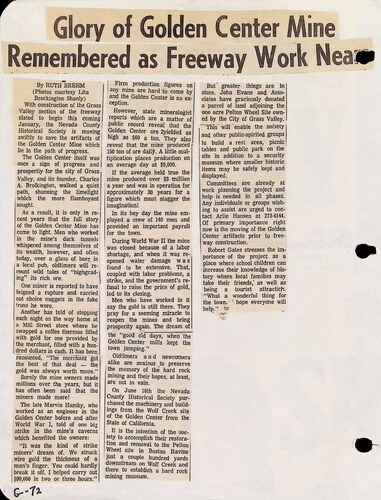 Glory of Golden Center Mine
Remembered as Freeway Work Nears
By RUTH BREHM
(Photos courtesy Lita
Brockington Stanly)
With construction of the Grass
Valley section of the freeway
slated to begin this coming
January, the Nevada County
Historical Society is moving
swiftly to save the artifacts of
the Golden Center Mine which
lie in the path of progress.
The Golden Center itself was
once a sign of progress and
prosperity for the city of Grass
Valley, and its founder, Charles
A. Brockington, walked a quiet
path, shunning the limelight
which the more flamboyant
sought.
As a result, it is only in re-
cent years that the full story
of the Golden Center Mine has
come to light. Men who worked
in the mine's dark tunnels
whispered among themselves of
its wealth, however, and often
today, over a glass of beer in
a local pub, oldtimers will re-
count wild tales of "highgrad-
ing" its rich ore.
One miner is reported to have
feigned a rupture and carried
out choice nuggets in the fake
truss he wore.
Another has told of stopping
each night on the way home at
a Mill Street store where he
swapped a coffee thermos filled
with gold for one provided by
the merchant, filled with a hun-
dred dollars in cash. It has been
recounted, "The merchant got
the best of that deal — the
gold was always worth more."
Surely the mine owners made
millions over the years, but it
has often been said that the
miners made more!
The late Marvin Hamby, who
worked as an engineer in the
Golden Center before and after
World War I, told of one big
strike in the mine's caverns
which benefited the owners:
"It was the kind of strike
miners' dream of. We struck
wire gold the thickness of a
man's finger. You could hardly
break it off. I helped carry out
$90,000 in two or three hours."
Firm production figures on
any mine are hard to come by
and the Golden Center is no
exception.
However, state mineralogist
reports which are a matter of
public record reveal that the
Golden Center ore yielded as
high as $60 a ton. They also
reveal that the mine produced
150 ton of ore daily. A little mul-
tiplication places production on
an average day at $9,000.
If the average held true the
mine produced over $3 million
a year and was in operation for
approximately 30 years for a
figure which must stagger the
imagination!
In its hey day the mine em-
ployed a crew of 160 men and
provided an important payroll
for the town.
During World War II the mine
was closed because of a labor
shortage, and when it was re-
opened water damage was
found to be extensive. That,
coupled with labor problems,
a strike, and the government's re-
fusal to raise the price of gold,
led to its closing.
Men who have worked in it
say the gold is still there. They
pray for a seeming miracle to
reopen the mines and bring
prosperity again. The dream of
the "good old days, when the
Golden Center mills kept the
town jumping."
Oldtimers and newcomers
alike are anxious to preserve
the memory of the hard rock
mining and their hopes, at least,
are not in vain.
On June 16th the Nevada
County Historical Society pur-
chased the machinery and build-
ings from the Wolf Creek site
of the Golden Center from the
State of California.
It is the intention of the soci-
ety to accomplish their restora-
tion and removal to the Pelton
Wheel site in Boston Ravine
just a couple hundred yards
downstream on Wolf Creek
and there to establish a hard
rock mining museum.
But greater things are in
store. John Evans and Asso-
ciates have graciously donated
a parcel of land adjoining the
one acre Pelton Wheel Site own-
ed by the City of Grass Valley.
This will enable the society
and other public-spirited groups
to build a rest area, picnic
tables and public park on the
site in addition to a security
museum where smaller historic
items may be safely kept and
displayed.
Committees are already at
work planning the project and
help is needed in all phases.
Any individuals or groups wish-
ing to assist are urged to con-
tact Arlie Hansen at 273-4144.
Of primary importance right
now is the moving of the Golden
Center artifacts prior to free-
way construction.
Robert Gates stresses the im-
portance of the project as a
place where school children can
increase their knowledge of his-
tory where local families may
take their friends, as well as
being a tourist attraction.
"What a wonderful thing for
the town. I hope everyone will
help."
G-72